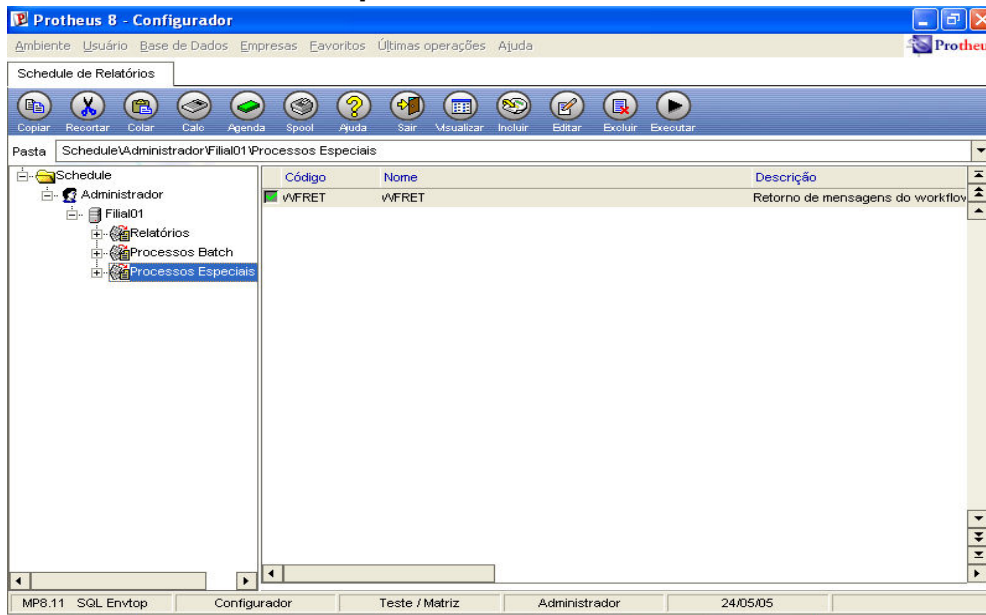 Protheus 8 - Configurador
Ambiente Usuário Base de Dados Empresas Favoritos Últimas operações Ajuda
Protheu
Schedule de Relatórios
Copiar Recortar Colar Calc Agenda Spool Ajuda Sair Visualizar Incluir Editar Excluir Executar
Pasta Schedule\Administrador\Filial01\Processos Especiais
Schedule
Administrador
Filial01
Relatórios
Processos Batch
Processos Especiais
Código Nome Descrição
WFRET WFRET Retorno de mensagens do workflow
MP8.11 SQL Envtop Configurador Teste / Matriz Administrador 24/05/05